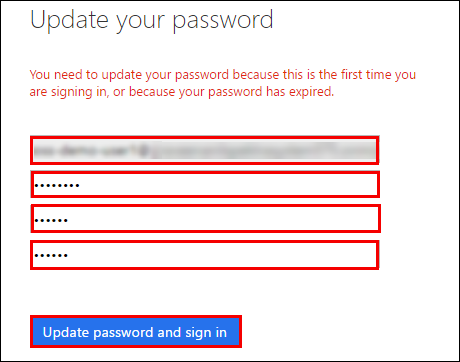 Update your password
You need to update your password because this is the first time you
are signing in, or because your password has expired.
••••••••
••••••
••••••
Update password and sign in